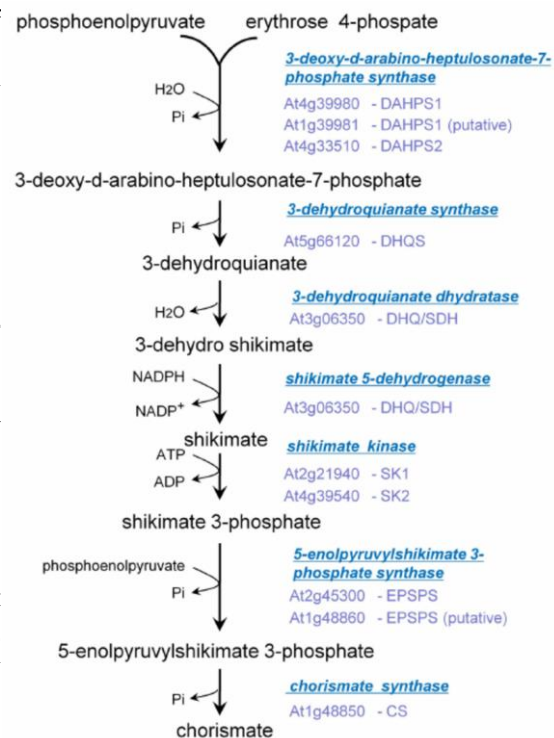 phosphoenolpyruvate erythrose 4-phospate
3-deoxy-d-arabino-heptulosonate-7-
phosphate synthase
H2O
Pi
At4g39980 - DAHPS1
At1g39981 - DAHPS1 (putative)
At4g33510 - DAHPS2
3-deoxy-d-arabino-heptulosonate-7-phosphate
3-dehydroquianate synthase
Pi
At5g66120 - DHQS
3-dehydroquianate
3-dehydroquianate dhydratase
H2O
At3g06350 - DHQ/SDH
3-dehydro shikimate
NADPH
NADP+
shikimate 5-dehydrogenase
At3g06350 - DHQ/SDH
shikimate
ATP
ADP
shikimate kinase
At2g21940 - SK1
At4g39540 - SK2
shikimate 3-phosphate
phosphoenolpyruvate
Pi
5-enolpyruvylshikimate 3-
phosphate synthase
At2g45300 - EPSPS
At1g48860 - EPSPS (putative)
5-enolpyruvylshikimate 3-phosphate
Pi
chorismate synthase
At1g48850 - CS
chorismate